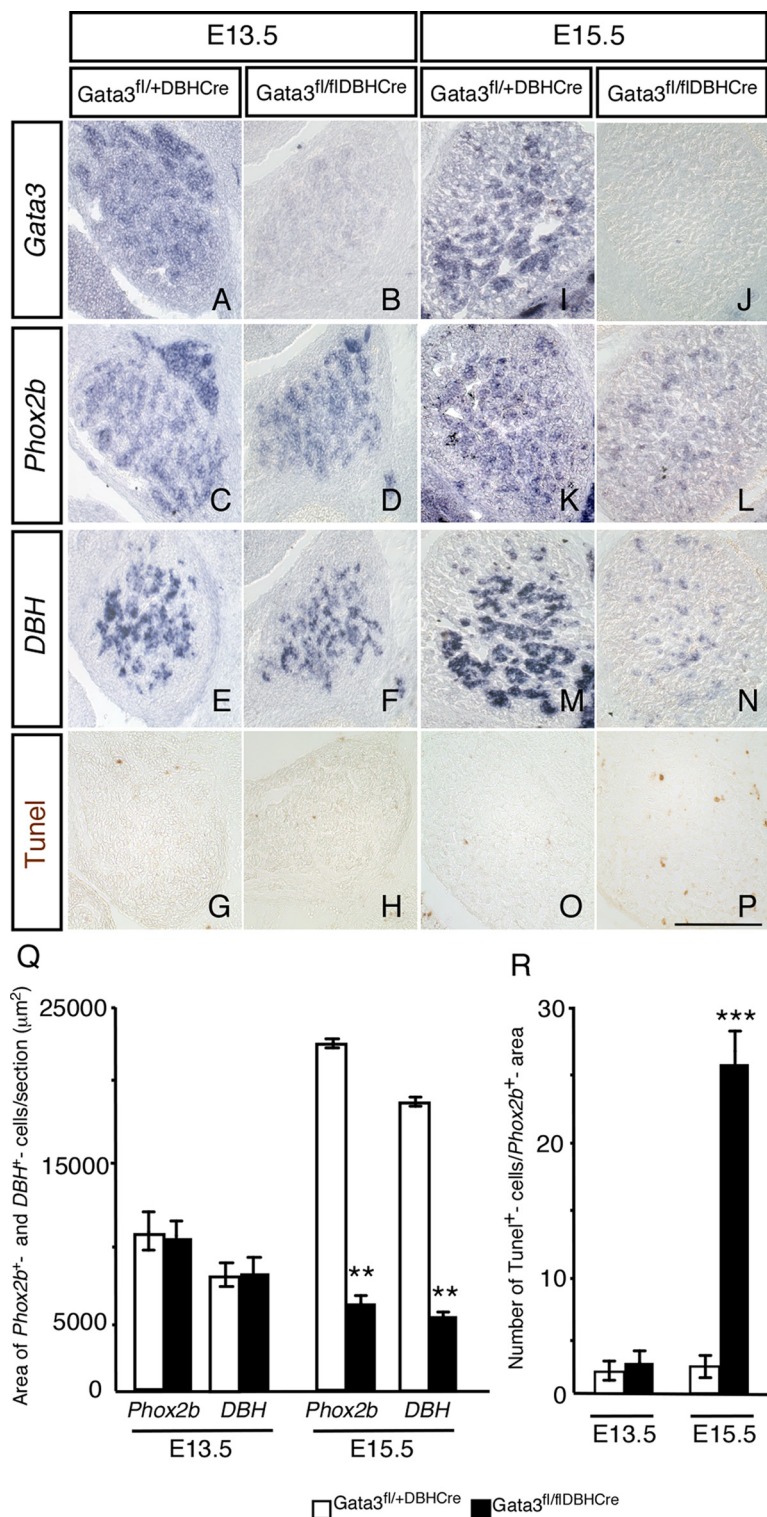 E13.5 E15.5
Gata3fl/+DBHCre Gata3fl/flDBHCre Gata3fl/+DBHCre Gata3fl/flDBHCre
Gata3
A B I J
Phox2b
C D K L
DBH
E F M N
Tunel
G H O P
Q
Area of Phox2b+- and DBH+- cells/section (μm2)
25000
15000
5000
0
** **
Phox2b DBH Phox2b DBH
E13.5 E15.5
R
Number of Tunel+- cells/Phox2b+- area
30
20
10
0
***
E13.5 E15.5
Gata3fl/+DBHCre Gata3fl/flDBHCre